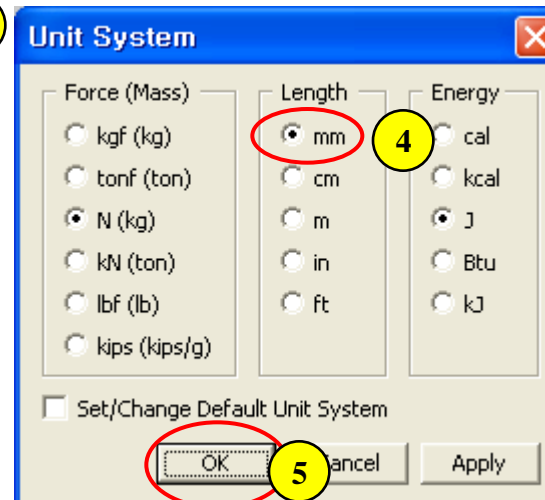 Unit System
Force (Mass)
kgf (kg)
tonf (ton)
N (kg)
kN (ton)
lbf (lb)
kips (kips/g)
Length
mm
cm
m
in
ft
4
Energy
cal
kcal
J
Btu
kJ
Set/Change Default Unit System
OK 5 ancel Apply